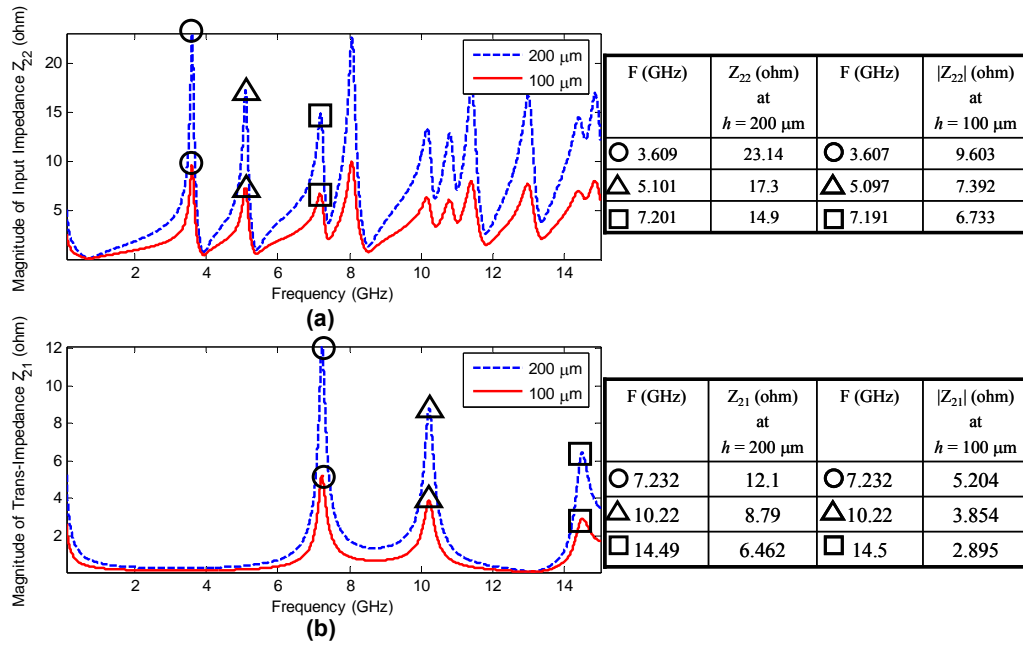 Magnitude of Input Impedance Z22 (ohm)
20
15
10
5
2
4
6
8
10
12
14
Frequency (GHz)
200 μm
100 μm
(a)
F (GHz) Z22 (ohm) at h = 200 μm F (GHz) |Z22| (ohm) at h = 100 μm
3.609 23.14 3.607 9.603
5.101 17.3 5.097 7.392
7.201 14.9 7.191 6.733
Magnitude of Trans-Impedance Z21 (ohm)
12
10
8
6
4
2
2
4
6
8
10
12
14
Frequency (GHz)
200 μm
100 μm
(b)
F (GHz) Z21 (ohm) at h = 200 μm F (GHz) |Z21| (ohm) at h = 100 μm
7.232 12.1 7.232 5.204
10.22 8.79 10.22 3.854
14.49 6.462 14.5 2.895